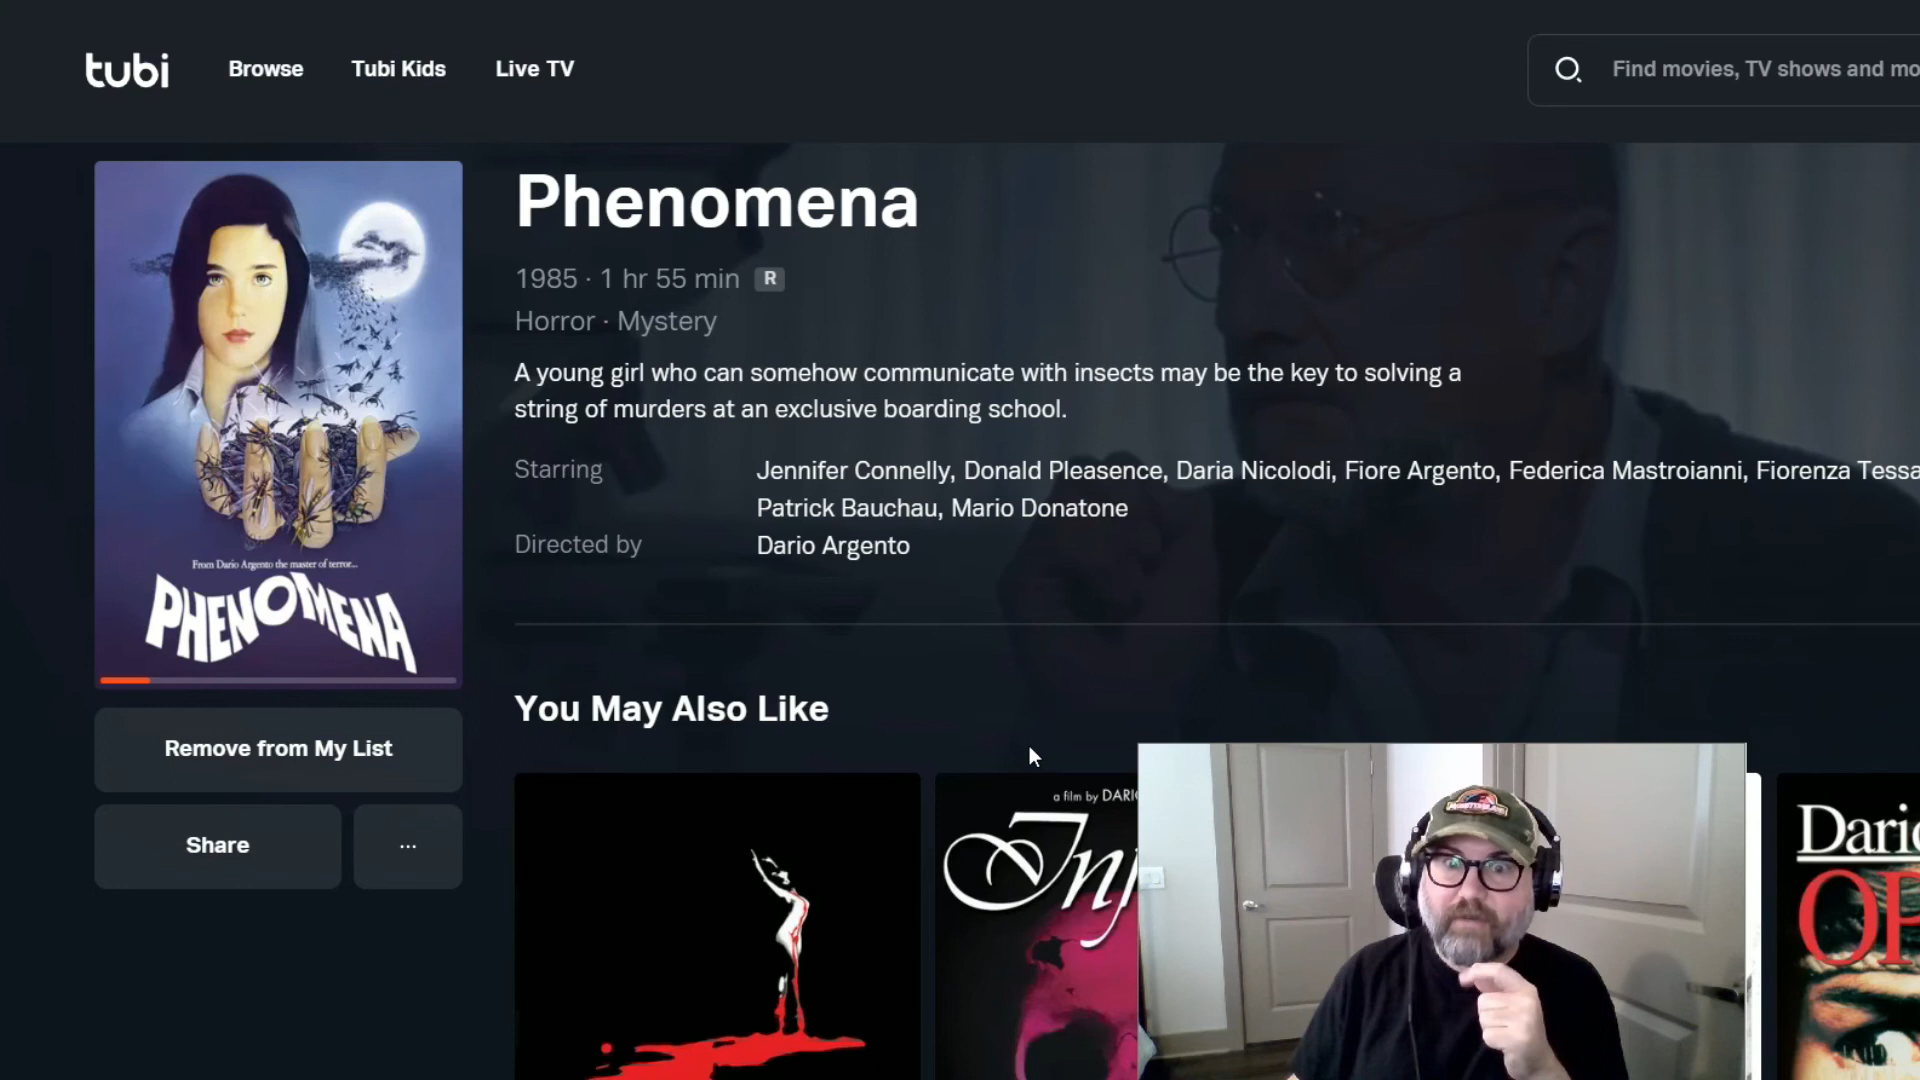 tubi
Browse
Tubi Kids
Live TV
Find movies, TV shows and mo
Phenomena
1985 · 1 hr 55 min R
Horror · Mystery
A young girl who can somehow communicate with insects may be the key to solving a
string of murders at an exclusive boarding school.
Starring
Jennifer Connelly, Donald Pleasence, Daria Nicolodi, Fiore Argento, Federica Mastroianni, Fiorenza Tessa
Patrick Bauchau, Mario Donatone
Directed by
Dario Argento
From Dario Argento the master of terror...
PHENOMENA
Remove from My List
Share
...
You May Also Like
a film by DARI
Inf
Dario
OP